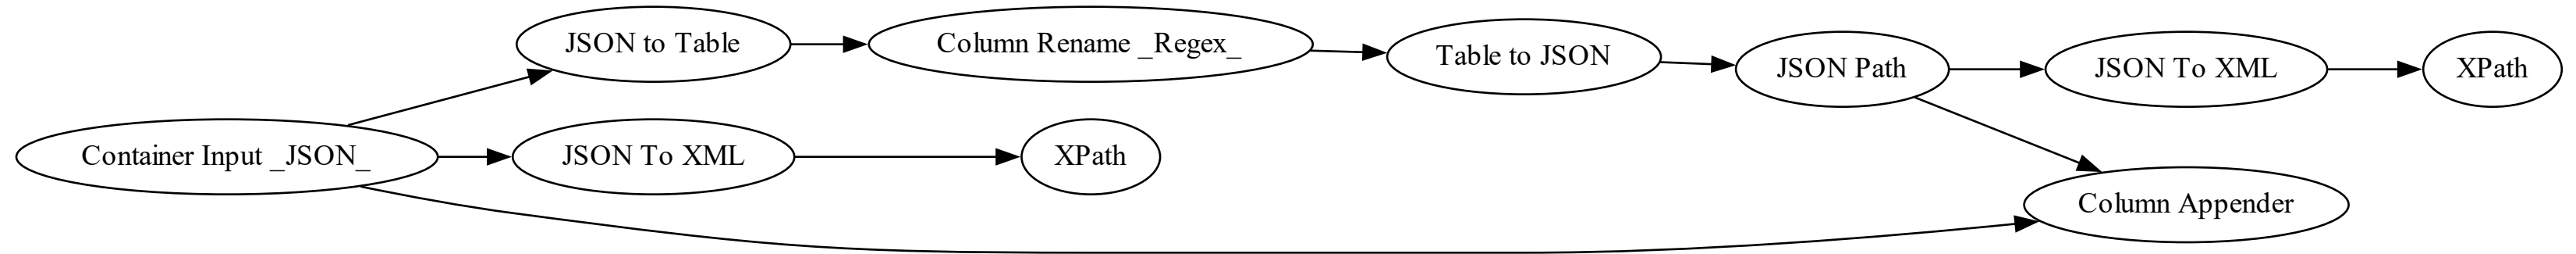 JSON to Table
Column Rename _Regex_
Table to JSON
JSON Path
JSON To XML
XPath
Container Input _JSON_
JSON To XML
XPath
Column Appender